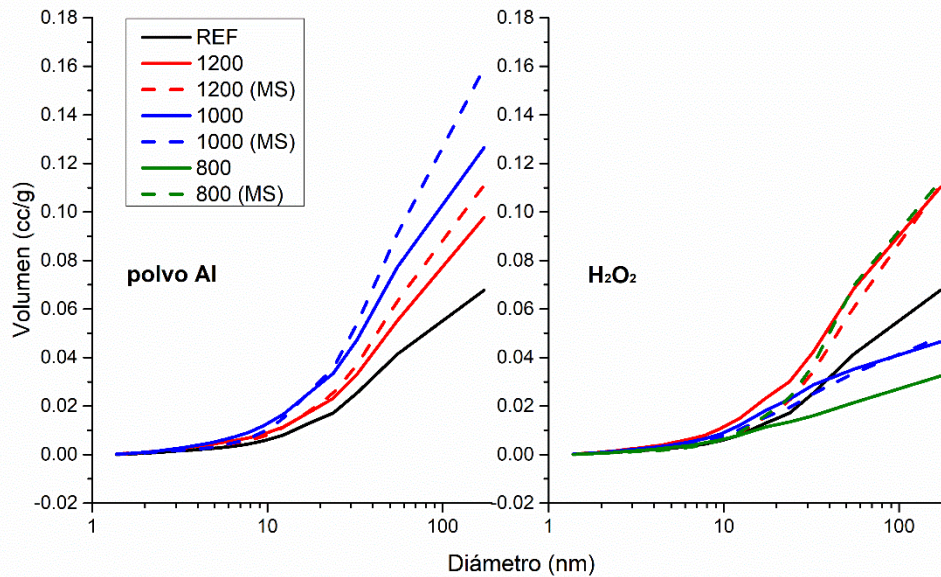 0.18
0.16
0.14
0.12
0.10
0.08
0.06
0.04
0.02
0.00
-0.02
Volumen (cc/g)
REF
1200
1200 (MS)
1000
1000 (MS)
800
800 (MS)
polvo Al
1 10 100
0.18
0.16
0.14
0.12
0.10
0.08
0.06
0.04
0.02
0.00
-0.02
H₂O₂
1 10 100
Diámetro (nm)